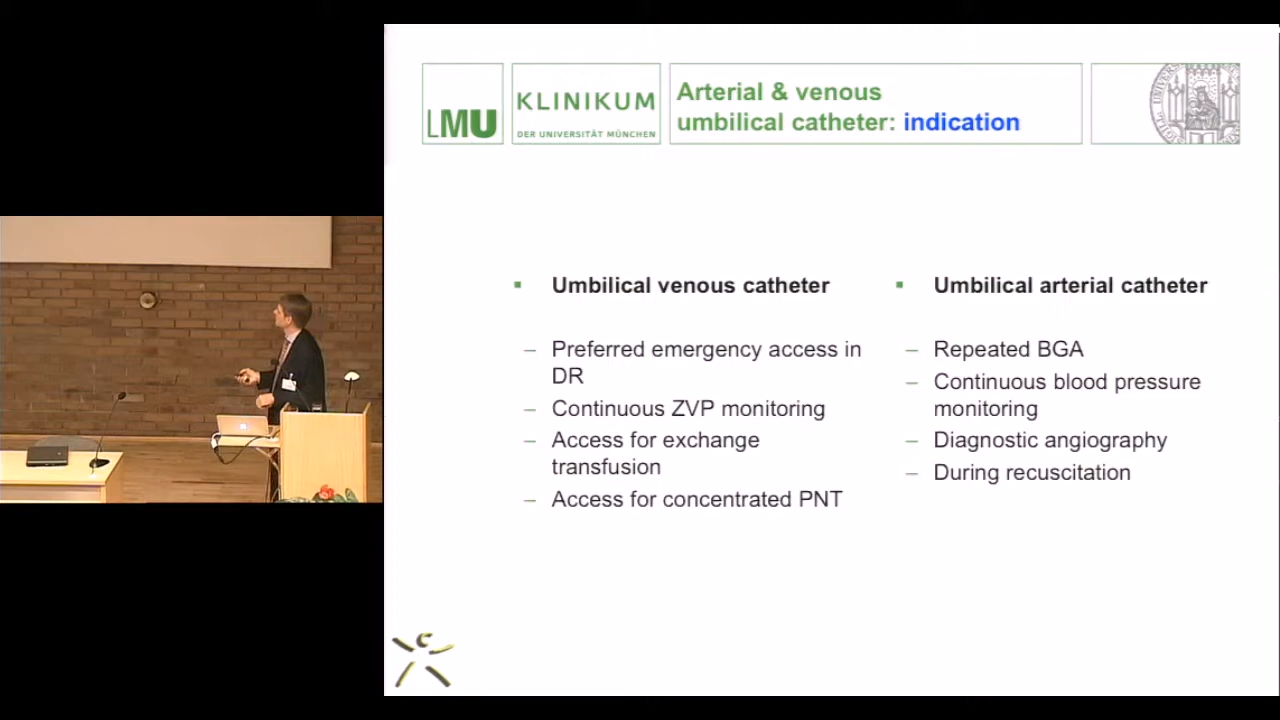 LMU
KLINIKUM
DER UNIVERSITÄT MÜNCHEN
Arterial & venous
umbilical catheter: indication
▪ Umbilical venous catheter
– Preferred emergency access in
DR
– Continuous ZVP monitoring
– Access for exchange
transfusion
– Access for concentrated PNT
▪ Umbilical arterial catheter
– Repeated BGA
– Continuous blood pressure
monitoring
– Diagnostic angiography
– During recuscitation